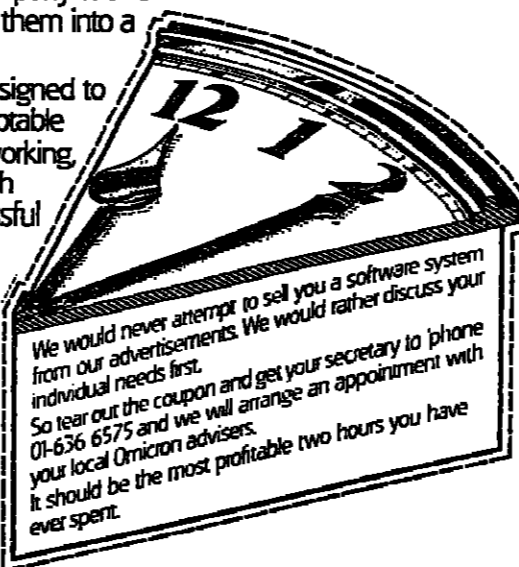 them into a
signed to
ptable
vorking,
h
sful
12
1
2
We would never attempt to sell you a software system
from our advertisements. We would rather discuss your
individual needs first.
So tear out the coupon and get your secretary to 'phone
01-636 6575 and we will arrange an appointment with
your local Omicron advisers.
It should be the most profitable two hours you have
ever spent.